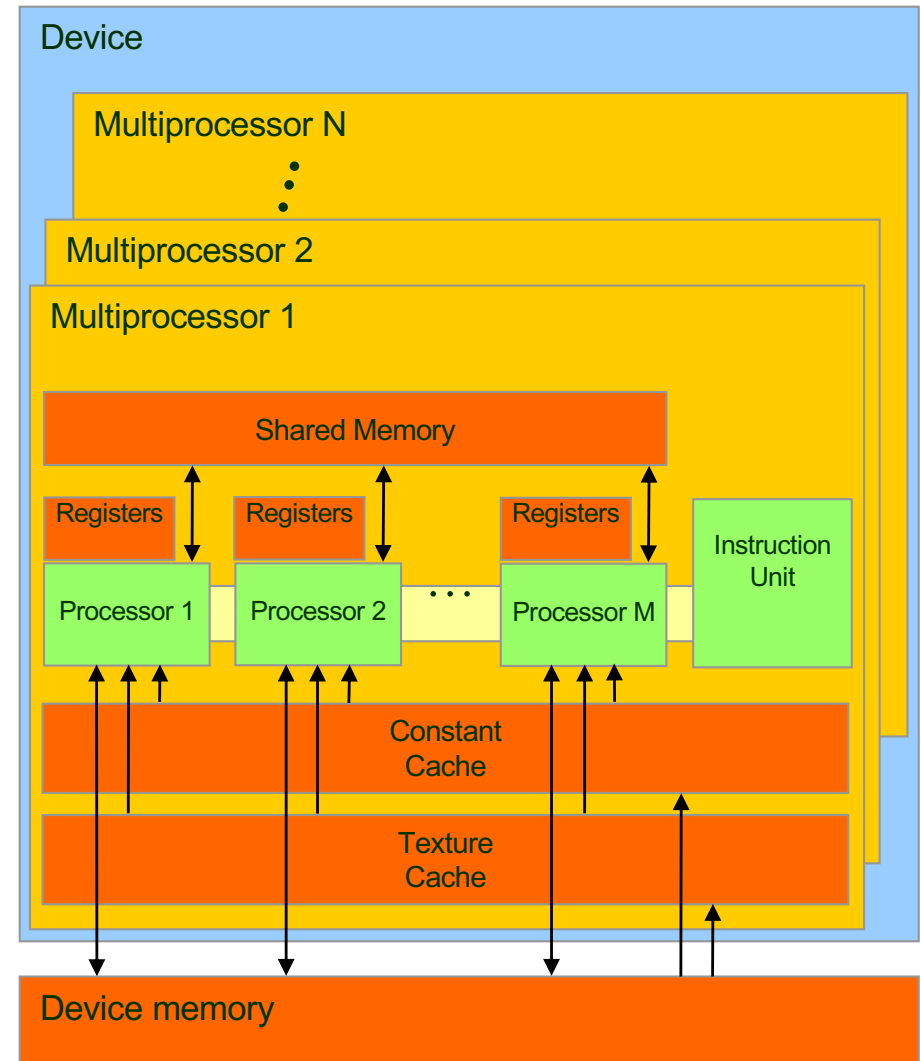 Device
Multiprocessor N
Multiprocessor 2
Multiprocessor 1
Shared Memory
Registers
Registers
Registers
Instruction
Unit
Processor 1
Processor 2
...
Processor M
Constant
Cache
Texture
Cache
Device memory